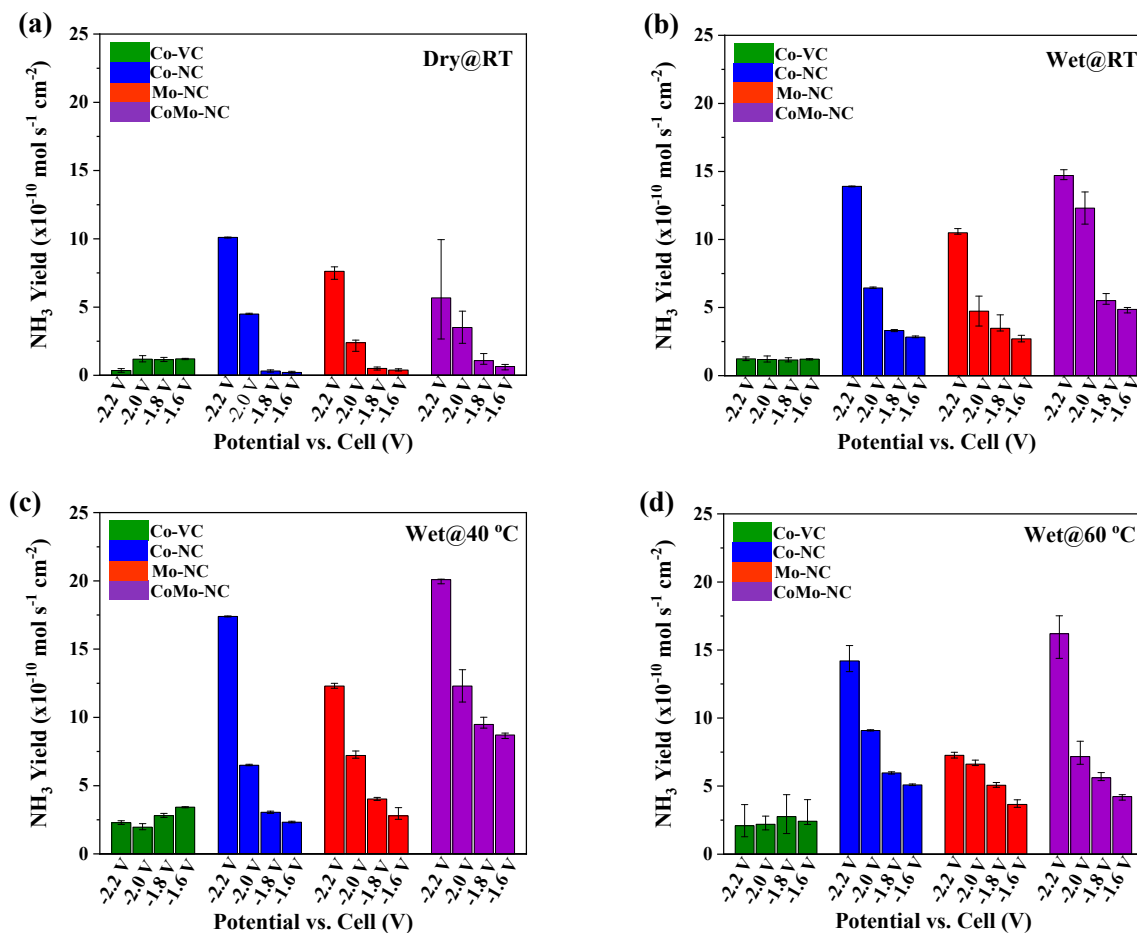 (a)
NH3 Yield (x10-10 mol s-1 cm-2)
25
20
15
10
5
0
Co-VC
Co-NC
Mo-NC
CoMo-NC
Dry@RT
-2.2 V
-2.0 V
-1.8 V
-1.6 V
-2.2 V
-2.0 V
-1.8 V
-1.6 V
-2.2 V
-2.0 V
-1.8 V
-1.6 V
-2.2 V
-2.0 V
-1.8 V
-1.6 V
Potential vs. Cell (V)
(b)
NH3 Yield (x10-10 mol s-1 cm-2)
25
20
15
10
5
0
Co-VC
Co-NC
Mo-NC
CoMo-NC
Wet@RT
-2.2 V
-2.0 V
-1.8 V
-1.6 V
-2.2 V
-2.0 V
-1.8 V
-1.6 V
-2.2 V
-2.0 V
-1.8 V
-1.6 V
-2.2 V
-2.0 V
-1.8 V
-1.6 V
Potential vs. Cell (V)
(c)
NH3 Yield (x10-10 mol s-1 cm-2)
25
20
15
10
5
0
Co-VC
Co-NC
Mo-NC
CoMo-NC
Wet@40 ºC
-2.2 V
-2.0 V
-1.8 V
-1.6 V
-2.2 V
-2.0 V
-1.8 V
-1.6 V
-2.2 V
-2.0 V
-1.8 V
-1.6 V
-2.2 V
-2.0 V
-1.8 V
-1.6 V
Potential vs. Cell (V)
(d)
NH3 Yield (x10-10 mol s-1 cm-2)
25
20
15
10
5
0
Co-VC
Co-NC
Mo-NC
CoMo-NC
Wet@60 ºC
-2.2 V
-2.0 V
-1.8 V
-1.6 V
-2.2 V
-2.0 V
-1.8 V
-1.6 V
-2.2 V
-2.0 V
-1.8 V
-1.6 V
-2.2 V
-2.0 V
-1.8 V
-1.6 V
Potential vs. Cell (V)